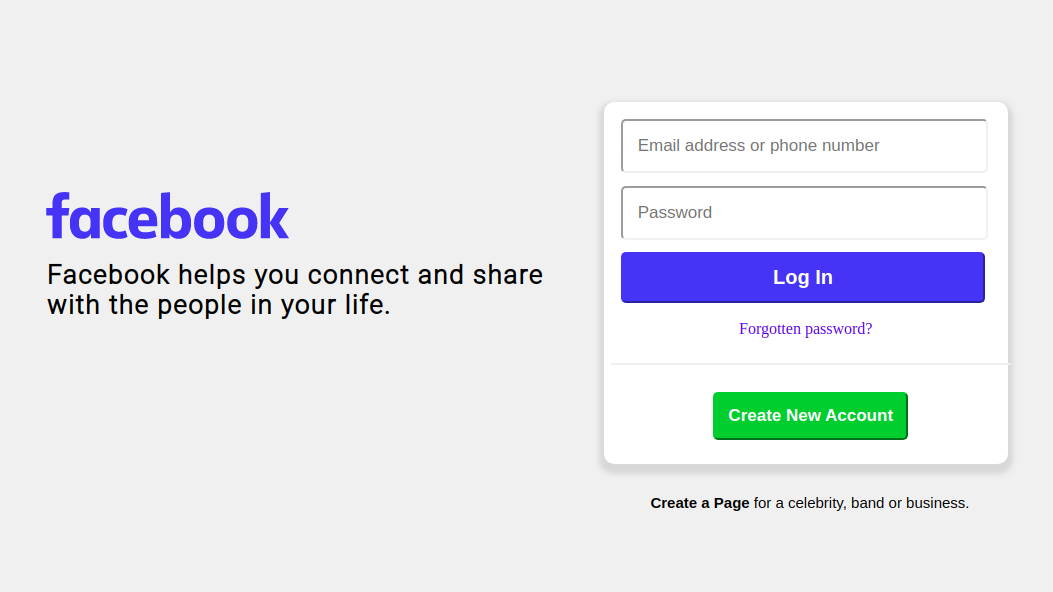 facebook
Facebook helps you connect and share
with the people in your life.
Email address or phone number
Password
Log In
Forgotten password?
Create New Account
Create a Page for a celebrity, band or business.